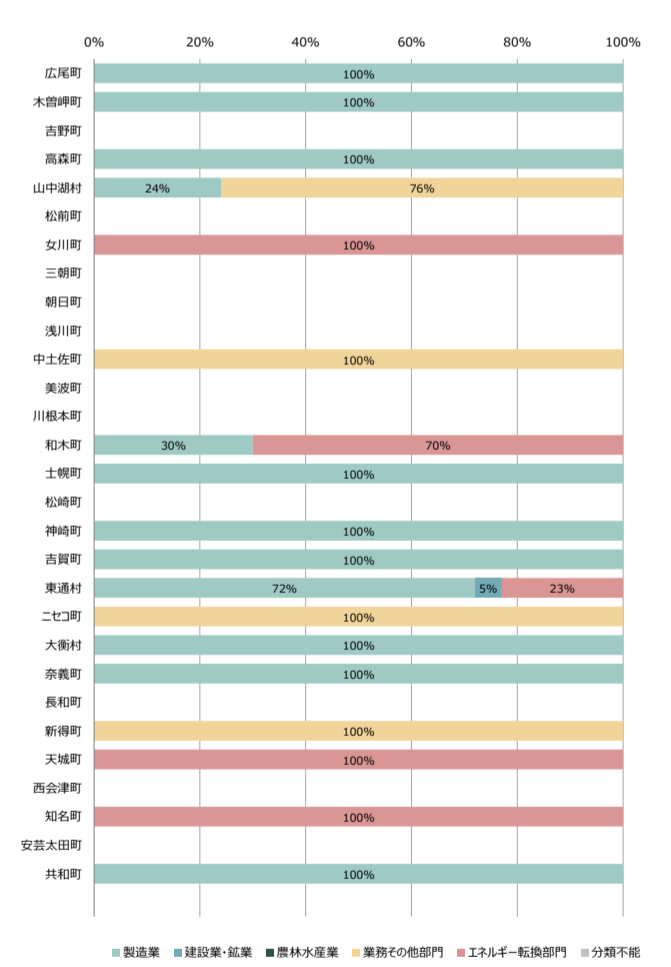 0% 20% 40% 60% 80% 100%
広尾町 100%
木曽岬町 100%
吉野町
高森町 100%
山中湖村 24% 76%
松前町
女川町 100%
三朝町
朝日町
浅川町
中土佐町 100%
美波町
川根本町
和木町 30% 70%
士幌町 100%
松崎町
神崎町 100%
吉賀町 100%
東通村 72% 5% 23%
ニセコ町 100%
大衡村 100%
奈義町 100%
長和町
新得町 100%
天城町 100%
西会津町
知名町 100%
安芸太田町
共和町 100%
製造業 建設業・鉱業 農林水産業 業務その他部門 エネルギー転換部門 分類不能